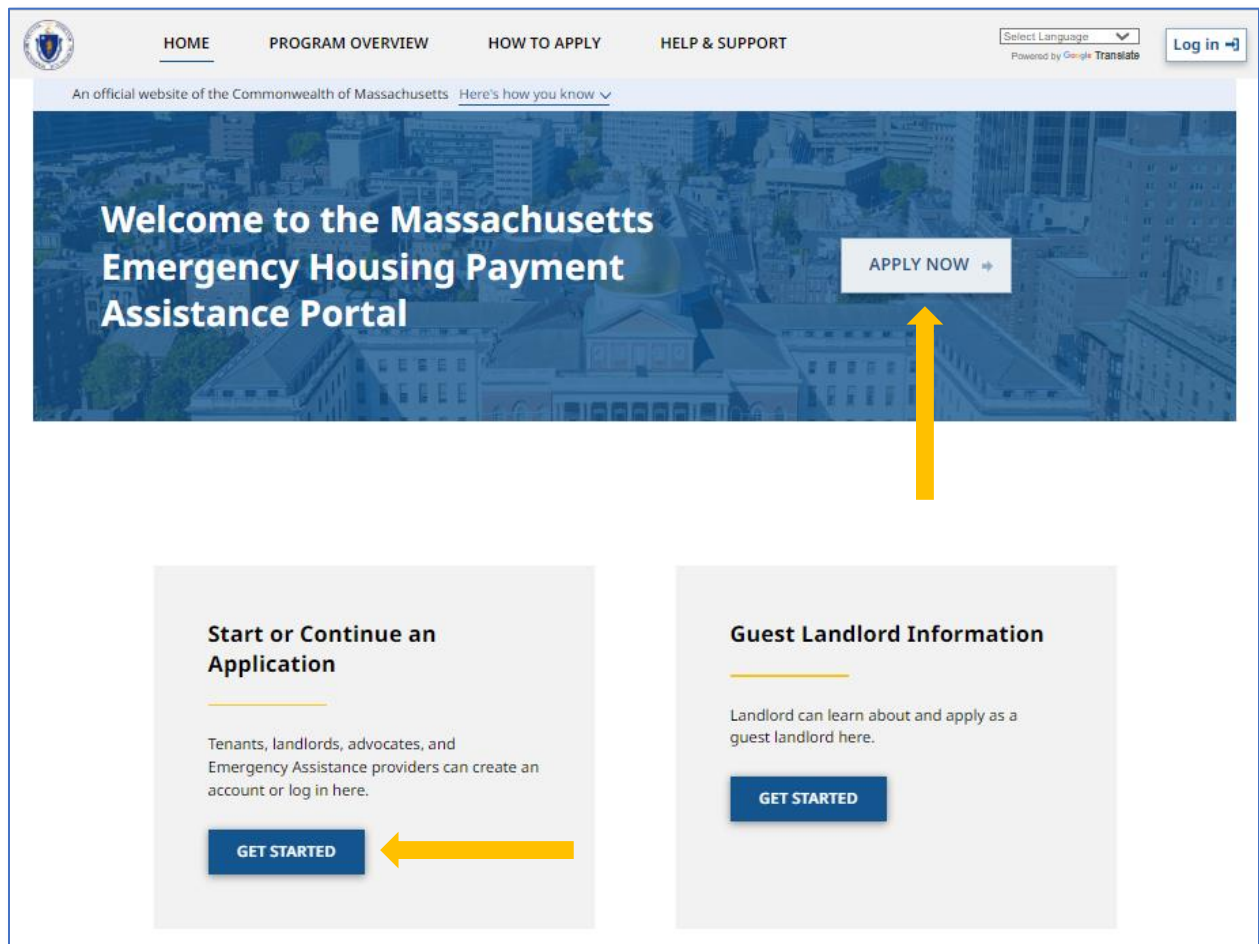 HOME PROGRAM OVERVIEW HOW TO APPLY HELP & SUPPORT Select Language Log in
Powered by Google Translate
An official website of the Commonwealth of Massachusetts Here's how you know
Welcome to the Massachusetts
Emergency Housing Payment
Assistance Portal
APPLY NOW
Start or Continue an
Application
Tenants, landlords, advocates, and
Emergency Assistance providers can create an
account or log in here.
GET STARTED
Guest Landlord Information
Landlord can learn about and apply as a
guest landlord here.
GET STARTED